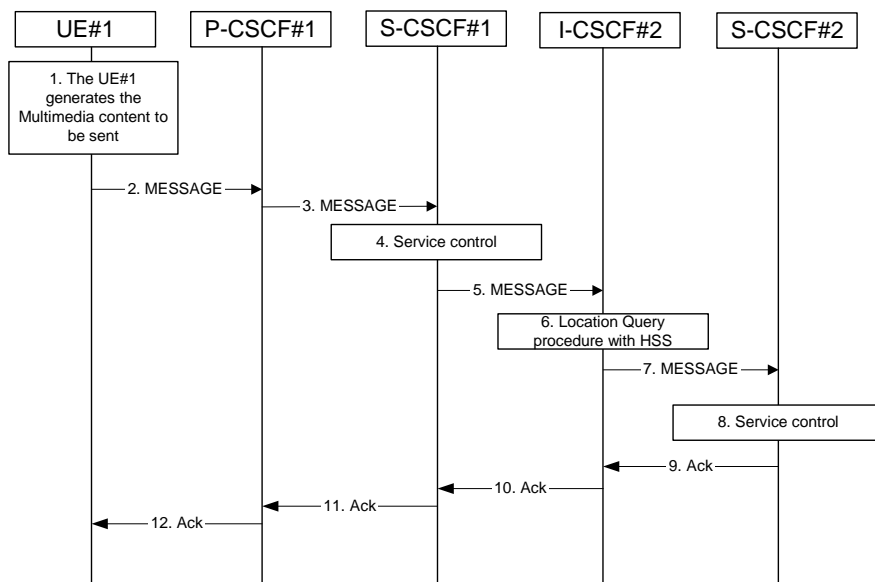 UE#1
P-CSCF#1
S-CSCF#1
I-CSCF#2
S-CSCF#2
1. The UE#1
generates the
Multimedia content to
be sent
2. MESSAGE
3. MESSAGE
4. Service control
5. MESSAGE
6. Location Query
procedure with HSS
7. MESSAGE
8. Service control
9. Ack
10. Ack
11. Ack
12. Ack